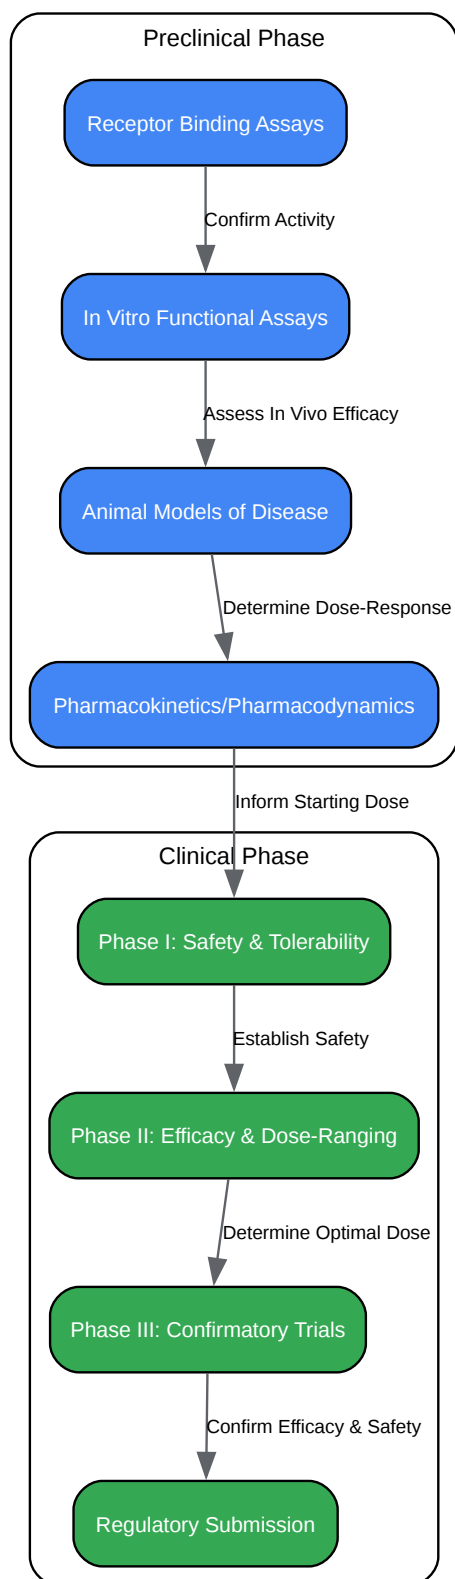 Preclinical Phase
Receptor Binding Assays
Confirm Activity
In Vitro Functional Assays
Assess In Vivo Efficacy
Animal Models of Disease
Determine Dose-Response
Pharmacokinetics/Pharmacodynamics
Inform Starting Dose
Clinical Phase
Phase I: Safety & Tolerability
Establish Safety
Phase II: Efficacy & Dose-Ranging
Determine Optimal Dose
Phase III: Confirmatory Trials
Confirm Efficacy & Safety
Regulatory Submission